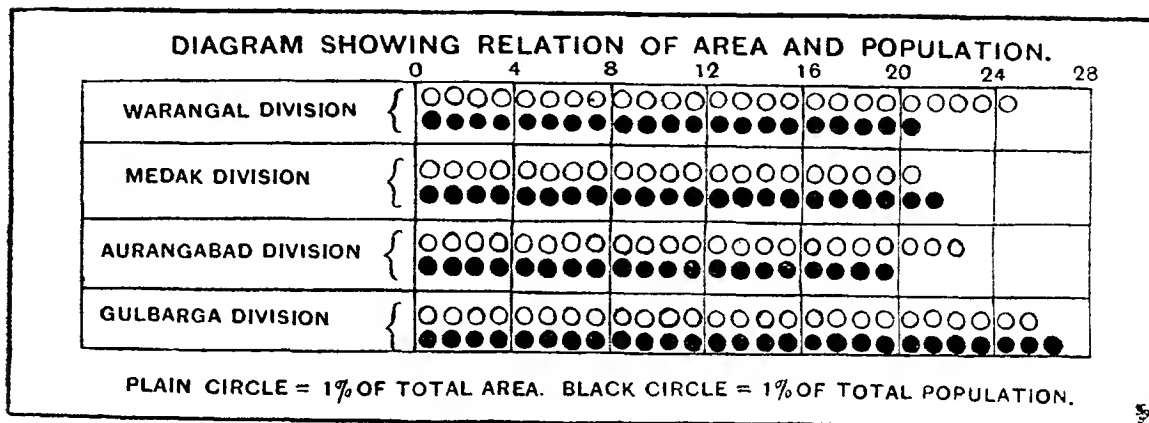 DIAGRAM SHOWING RELATION OF AREA AND POPULATION.
0 4 8 12 16 20 24 28
WARANGAL DIVISION
MEDAK DIVISION
AURANGABAD DIVISION
GULBARGA DIVISION
PLAIN CIRCLE = 1% OF TOTAL AREA. BLACK CIRCLE = 1% OF TOTAL POPULATION.